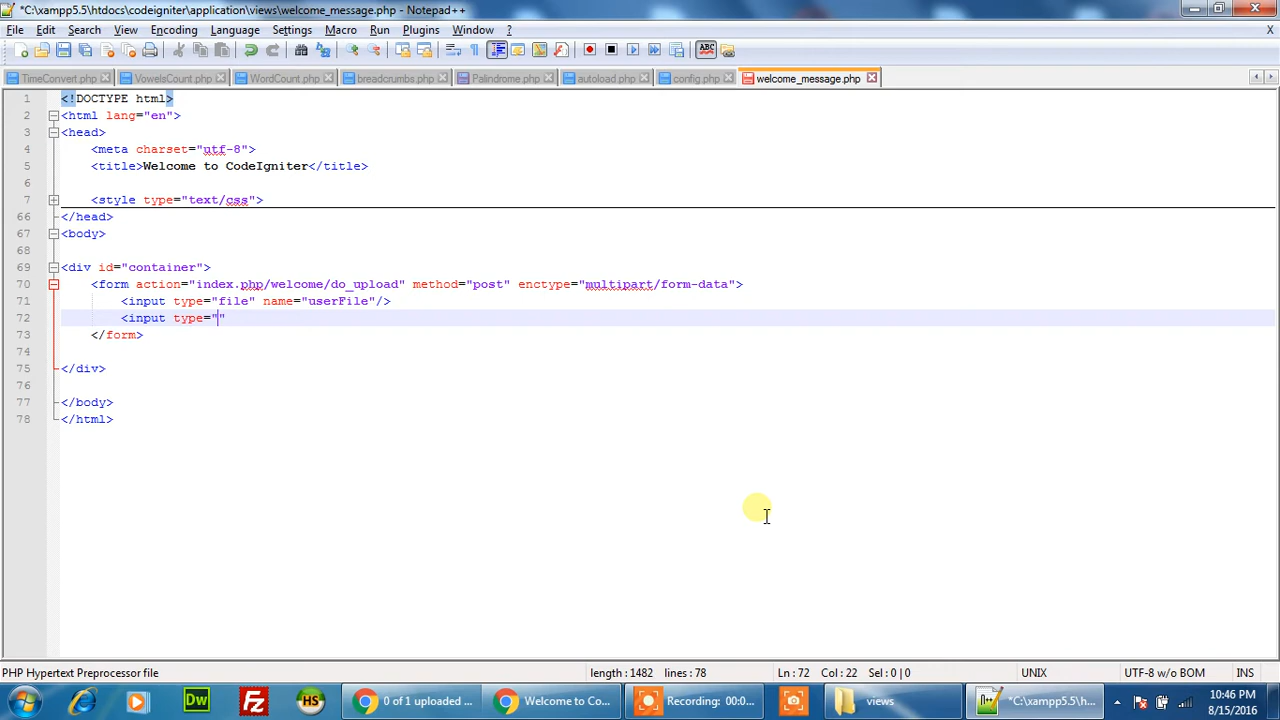 *C:\xampp5.5\htdocs\codeigniter\application\views\welcome_message.php - Notepad++
File Edit Search View Encoding Language Settings Macro Run Plugins Window ? X
TimeConvert.php VowelsCount.php WordCount.php breadcrumbs.php Palindrome.php autoload.php config.php welcome_message.php
1 <!DOCTYPE html>
2 <html lang="en">
3 <head>
4 <meta charset="utf-8">
5 <title>Welcome to CodeIgniter</title>
6
7 <style type="text/css">
66 </head>
67 <body>
68
69 <div id="container">
70 <form action="index.php/welcome/do_upload" method="post" enctype="multipart/form-data">
71 <input type="file" name="userFile"/>
72 <input type=""
73 </form>
74
75 </div>
76
77 </body>
78 </html>
PHP Hypertext Preprocessor file length : 1482 lines : 78 Ln : 72 Col : 22 Sel : 0 | 0 UNIX UTF-8 w/o BOM INS
Dw Fz HS 0 of 1 uploaded ... Welcome to Co... Recording: 00:0... views *C:\xampp5.5\h... 10:46 PM
8/15/2016